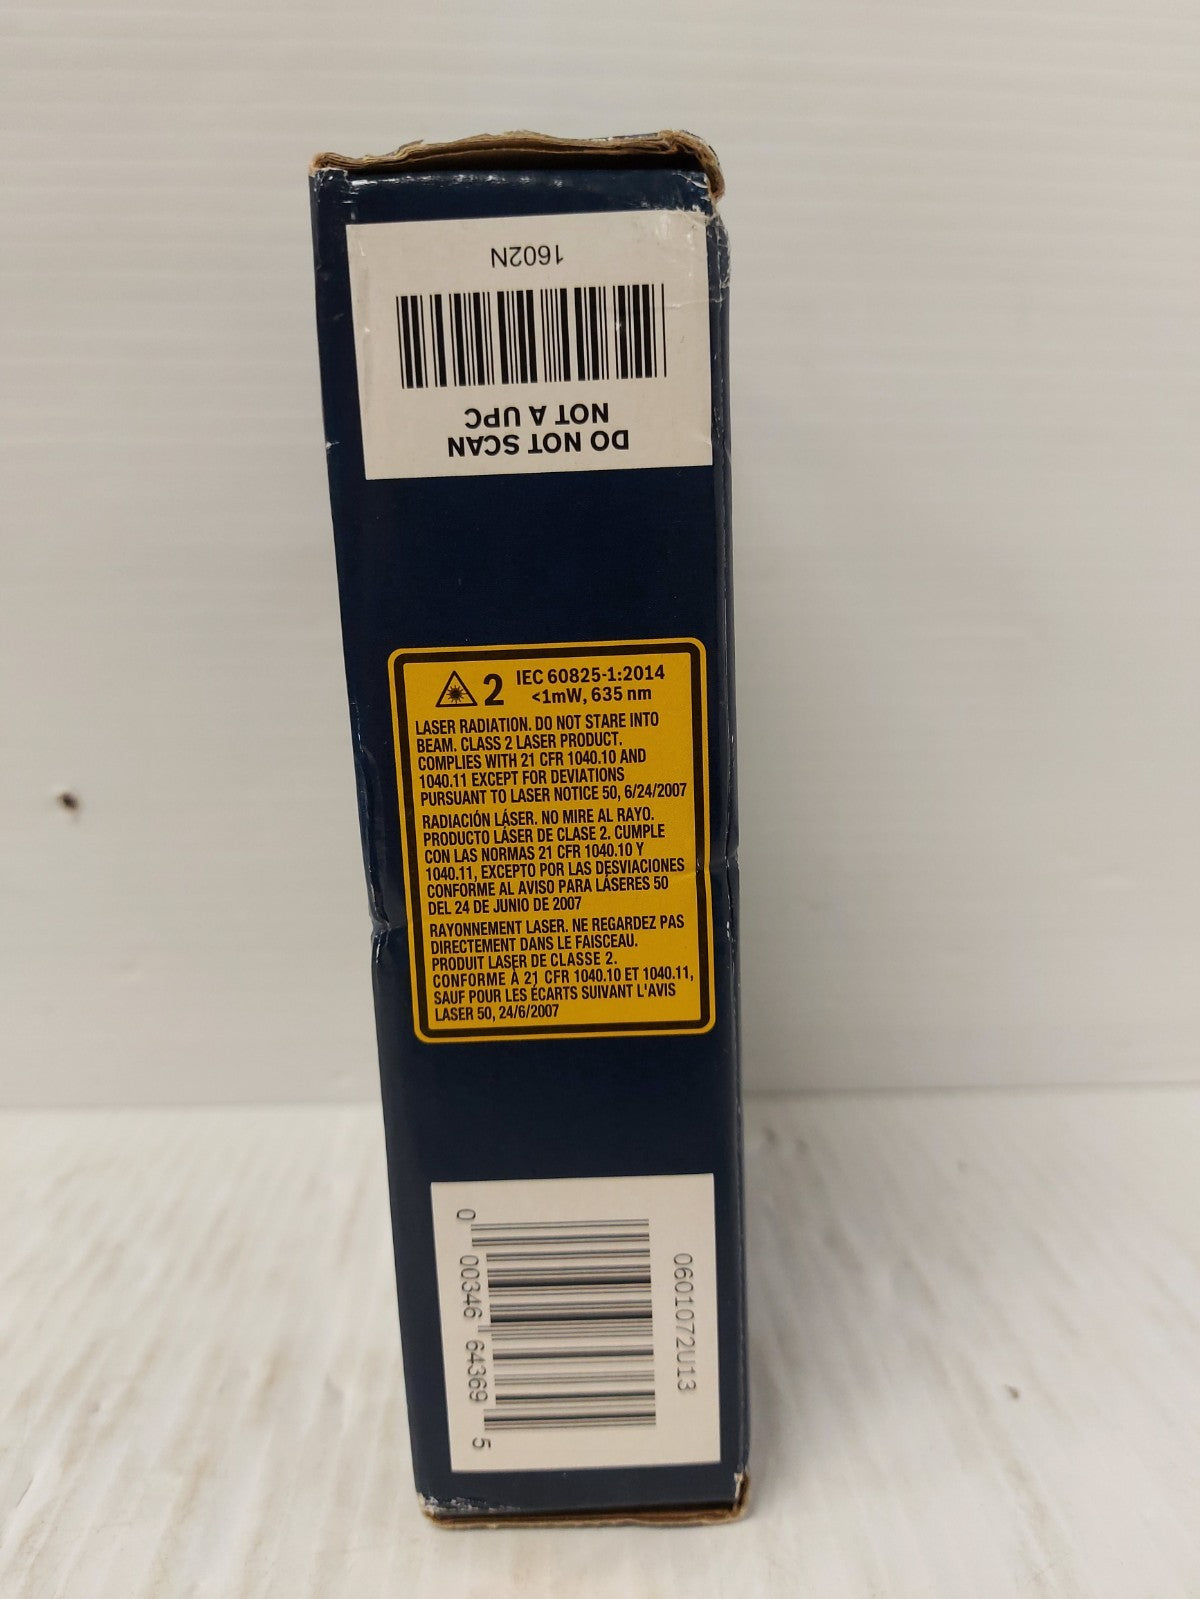 1602N
DO NOT SCAN
NOT A UPC
2 IEC 60825-1:2014
<1mW, 635 nm
LASER RADIATION. DO NOT STARE INTO
BEAM. CLASS 2 LASER PRODUCT.
COMPLIES WITH 21 CFR 1040.10 AND
1040.11 EXCEPT FOR DEVIATIONS
PURSUANT TO LASER NOTICE 50, 6/24/2007
RADIACIÓN LÁSER. NO MIRE AL RAYO.
PRODUCTO LÁSER DE CLASE 2. CUMPLE
CON LAS NORMAS 21 CFR 1040.10 Y
1040.11, EXCEPTO POR LAS DESVIACIONES
CONFORME AL AVISO PARA LÁSERES 50
DEL 24 DE JUNIO DE 2007
RAYONNEMENT LASER. NE REGARDEZ PAS
DIRECTEMENT DANS LE FAISCEAU.
PRODUIT LASER DE CLASSE 2.
CONFORME À 21 CFR 1040.10 ET 1040.11,
SAUF POUR LES ÉCARTS SUIVANT L'AVIS
LASER 50, 24/6/2007
0601072U13
0 00346 64369 5